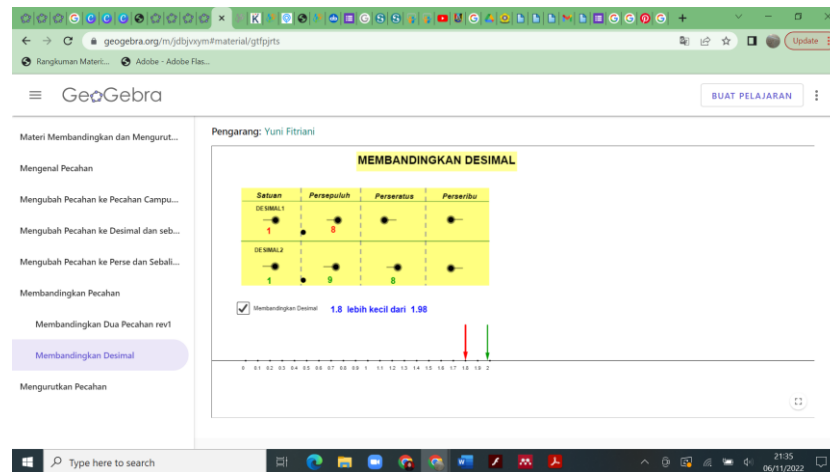 geogebra.org/m/jdbjvxym#material/gtfpjrts
Update
Rangkuman Materi:...
Adobe - Adobe Flas...
GeoGebra
BUAT PELAJARAN
Materi Membandingkan dan Mengurut...
Mengenal Pecahan
Mengubah Pecahan ke Pecahan Campu...
Mengubah Pecahan ke Desimal dan seb...
Mengubah Pecahan ke Perse dan Sebali...
Membandingkan Pecahan
Membandingkan Dua Pecahan rev1
Membandingkan Desimal
Mengurutkan Pecahan
Pengarang: Yuni Fitriani
MEMBANDINGKAN DESIMAL
Satuan Persepuluh Perseratus Perseribu
DESIMAL1
1 8
DESIMAL2
1 9 8
Membandingkan Desimal 1.8 lebih kecil dari 1.98
0 0.1 0.2 0.3 0.4 0.5 0.6 0.7 0.8 0.9 1 1.1 1.2 1.3 1.4 1.5 1.6 1.7 1.8 1.9 2
Type here to search
21:35
06/11/2022